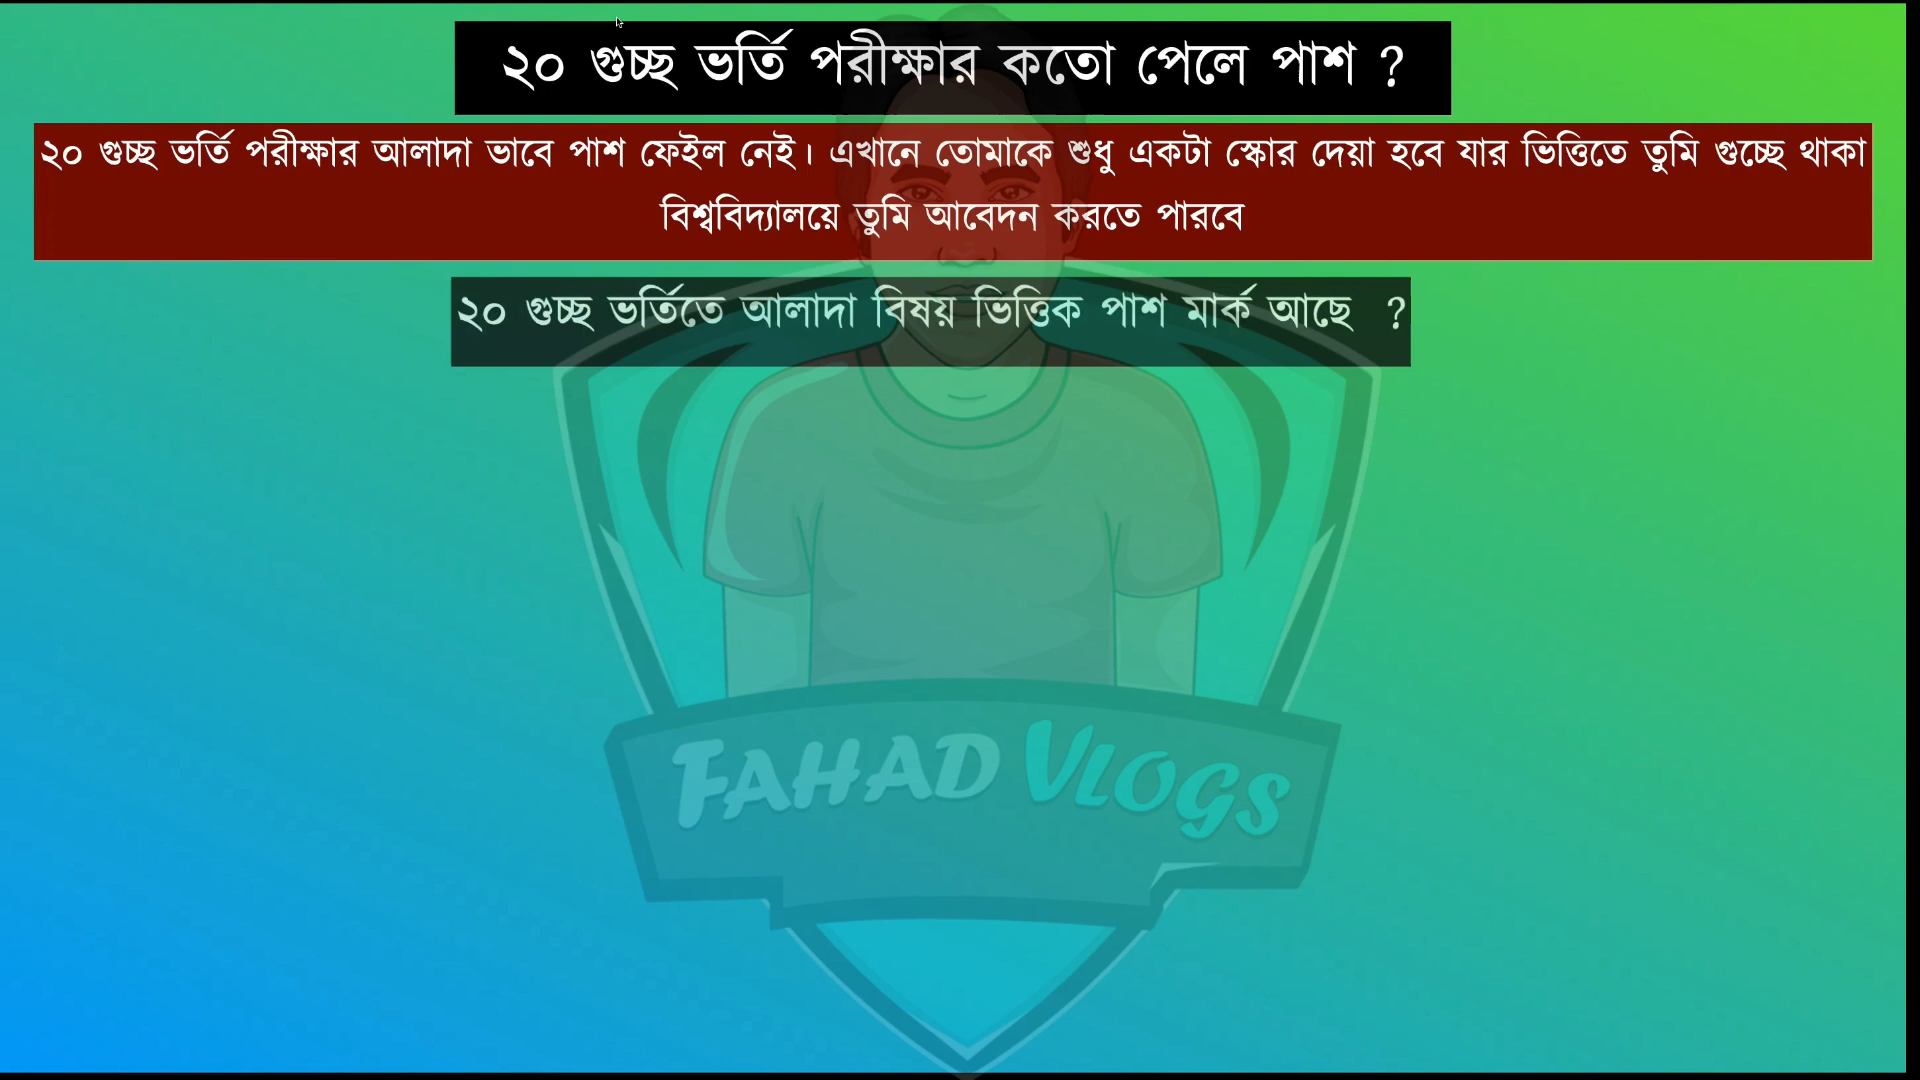 ২০ গুচ্ছ ভর্তি পরীক্ষার কতো পেলে পাশ ?
২০ গুচ্ছ ভর্তি পরীক্ষার আলাদা ভাবে পাশ ফেইল নেই। এখানে তোমাকে শুধু একটা স্কোর দেয়া হবে যার ভিত্তিতে তুমি গুচ্ছে থাকা
বিশ্ববিদ্যালয়ে তুমি আবেদন করতে পারবে
২০ গুচ্ছ ভর্তিতে আলাদা বিষয় ভিত্তিক পাশ মার্ক আছে ?
FAHAD VLOGS